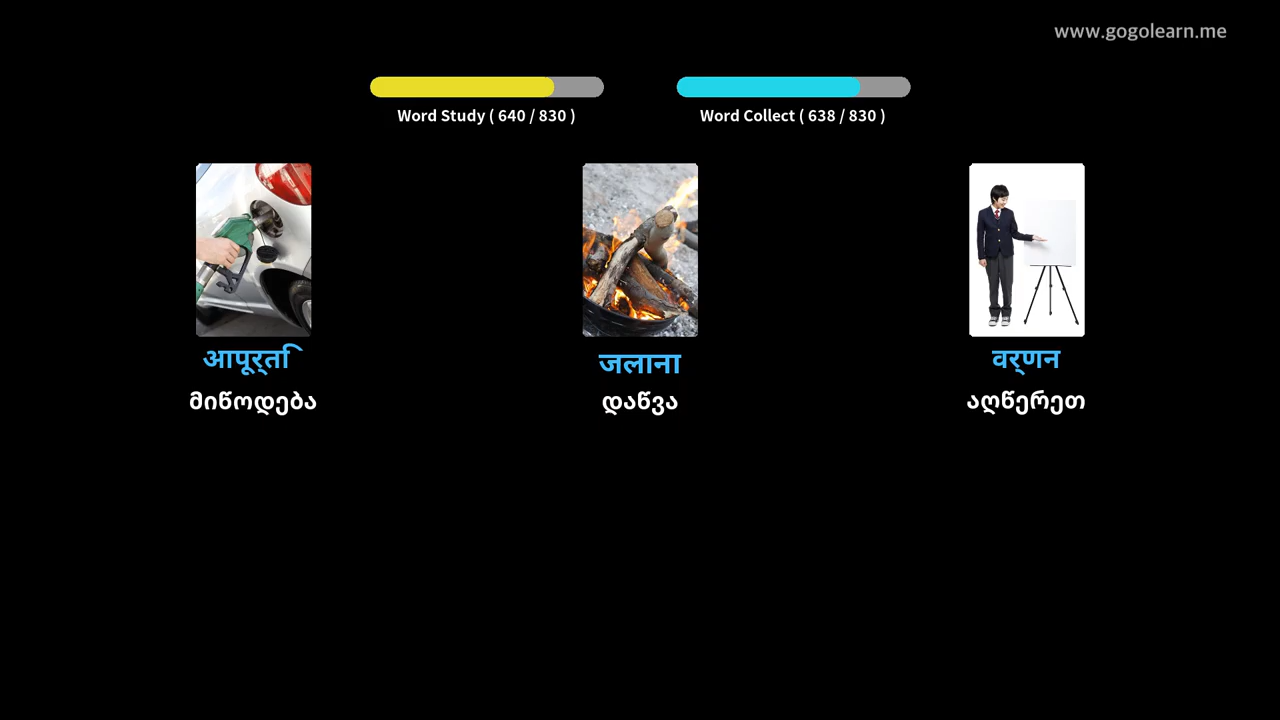 www.gogolearn.me
Word Study ( 640 / 830 )
Word Collect ( 638 / 830 )
आपूर्ति
जलाना
वर्णन
მიწოდება
დაწვა
აღწერეთ